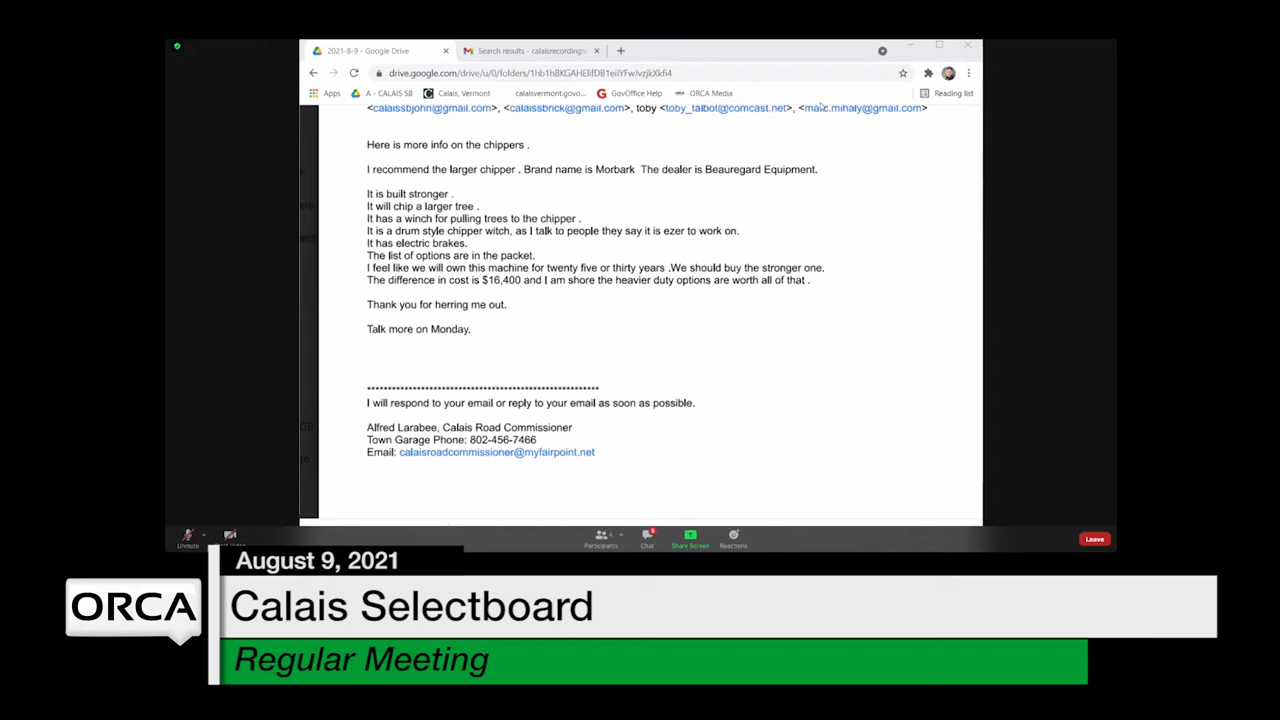 2021-8-9 - Google Drive
Search results - calaisrecordings
drive.google.com/drive/u/0/folders/
Apps A - CALAIS SB Calais, Vermont calaisvermont.govo... GovOffice Help ORCA Media Reading list
<calaissbjohn@gmail.com>, <calaissbrick@gmail.com>, toby <toby_talbot@comcast.net>, <marc.mihaly@gmail.com>
Here is more info on the chippers .
I recommend the larger chipper . Brand name is Morbark The dealer is Beauregard Equipment.
It is built stronger .
It will chip a larger tree .
It has a winch for pulling trees to the chipper .
It is a drum style chipper witch, as I talk to people they say it is ezer to work on.
It has electric brakes.
The list of options are in the packet.
I feel like we will own this machine for twenty five or thirty years .We should buy the stronger one.
The difference in cost is $16,400 and I am shore the heavier duty options are worth all of that .
Thank you for herring me out.
Talk more on Monday,
********************************************************
I will respond to your email or reply to your email as soon as possible.
Alfred Larabee, Calais Road Commissioner
Town Garage Phone: 802-456-7466
Email: calaisroadcommissioner@myfairpoint.net
Unmute Participants 4 Chat Share Screen Reactions Leave
August 9, 2021
ORCA
Calais Selectboard
Regular Meeting